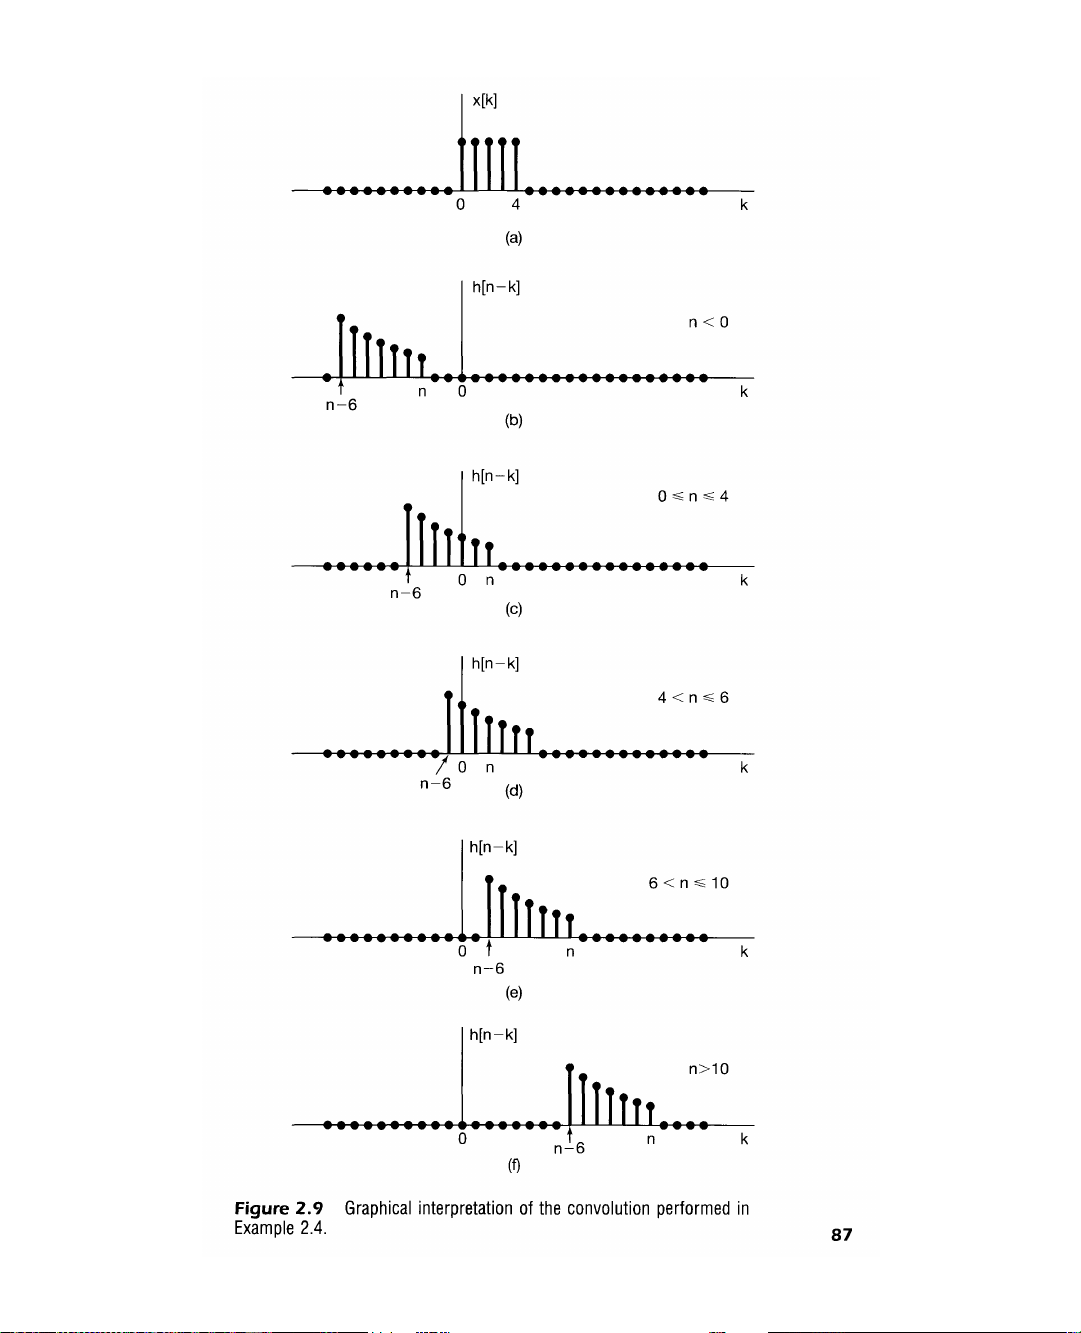 x[k]
0 4 k
(a)
h[n−k]
n < 0
n 0 k
n−6
(b)
h[n−k]
0 ≤ n ≤ 4
0 n k
n−6
(c)
h[n−k]
4 < n ≤ 6
0 n k
n−6
(d)
h[n−k]
6 < n ≤ 10
0 n k
n−6
(e)
h[n−k]
n>10
0 n k
n−6
(f)
Figure 2.9 Graphical interpretation of the convolution performed in
Example 2.4.
87